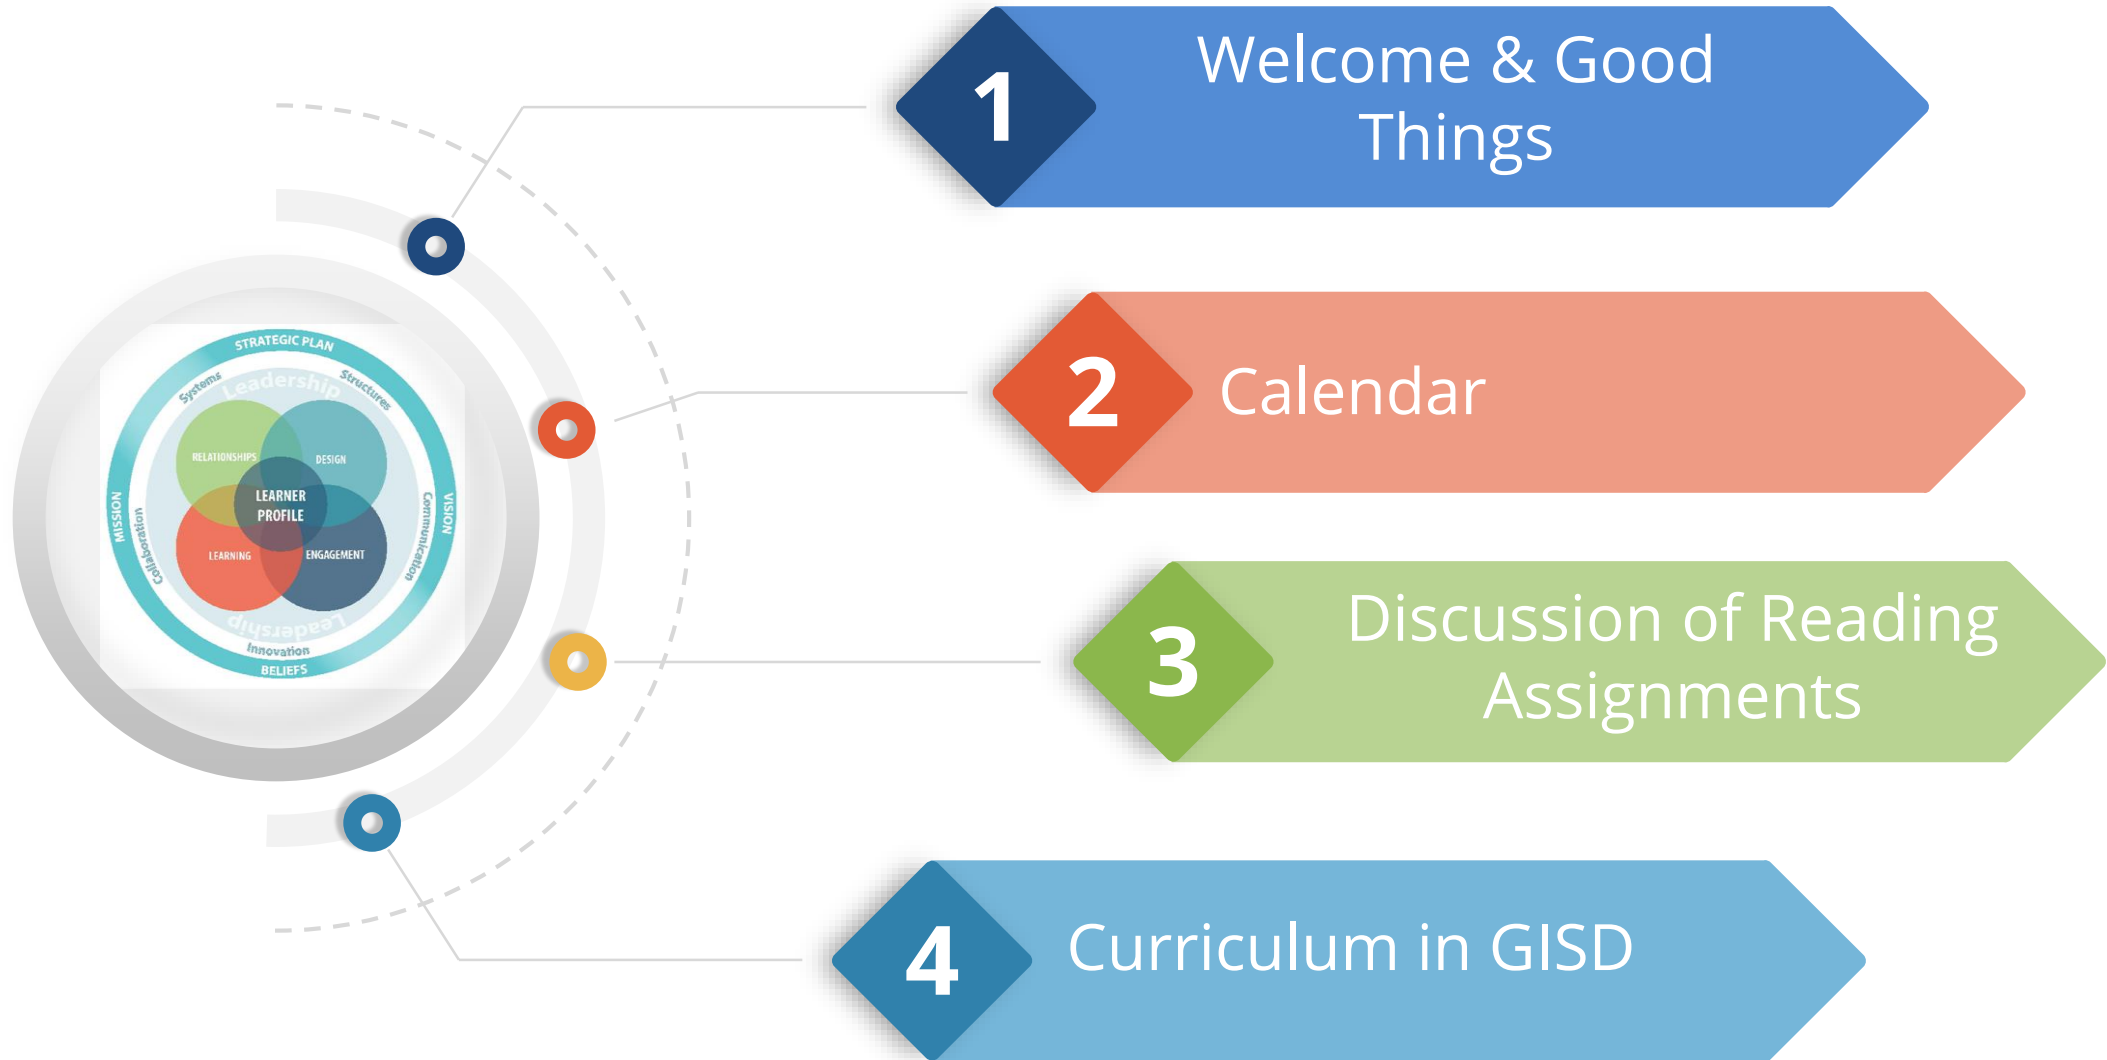 1
Welcome & Good
Things
2
Calendar
3
Discussion of Reading
Assignments
4
Curriculum in GISD
STRATEGIC PLAN
Systems
Structures
Leadership
RELATIONSHIPS
DESIGN
LEARNER
PROFILE
MISSION
VISION
Collaboration
Communication
LEARNING
ENGAGEMENT
Leadership
Innovation
BELIEFS